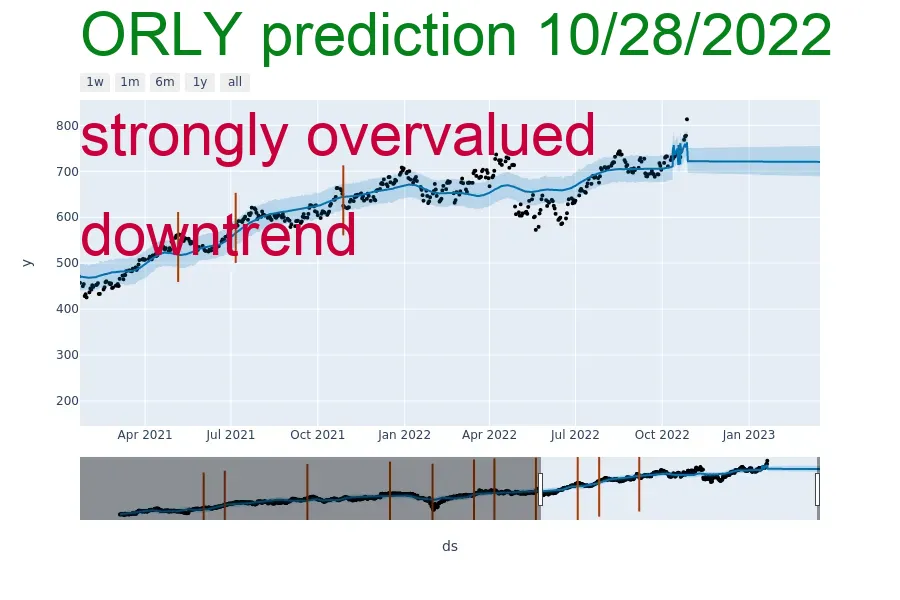 ORLY prediction 10/28/2022
1w 1m 6m 1y all
strongly overvalued
downtrend
800
700
600
500
400
300
200
y
Apr 2021 Jul 2021 Oct 2021 Jan 2022 Apr 2022 Jul 2022 Oct 2022 Jan 2023
ds